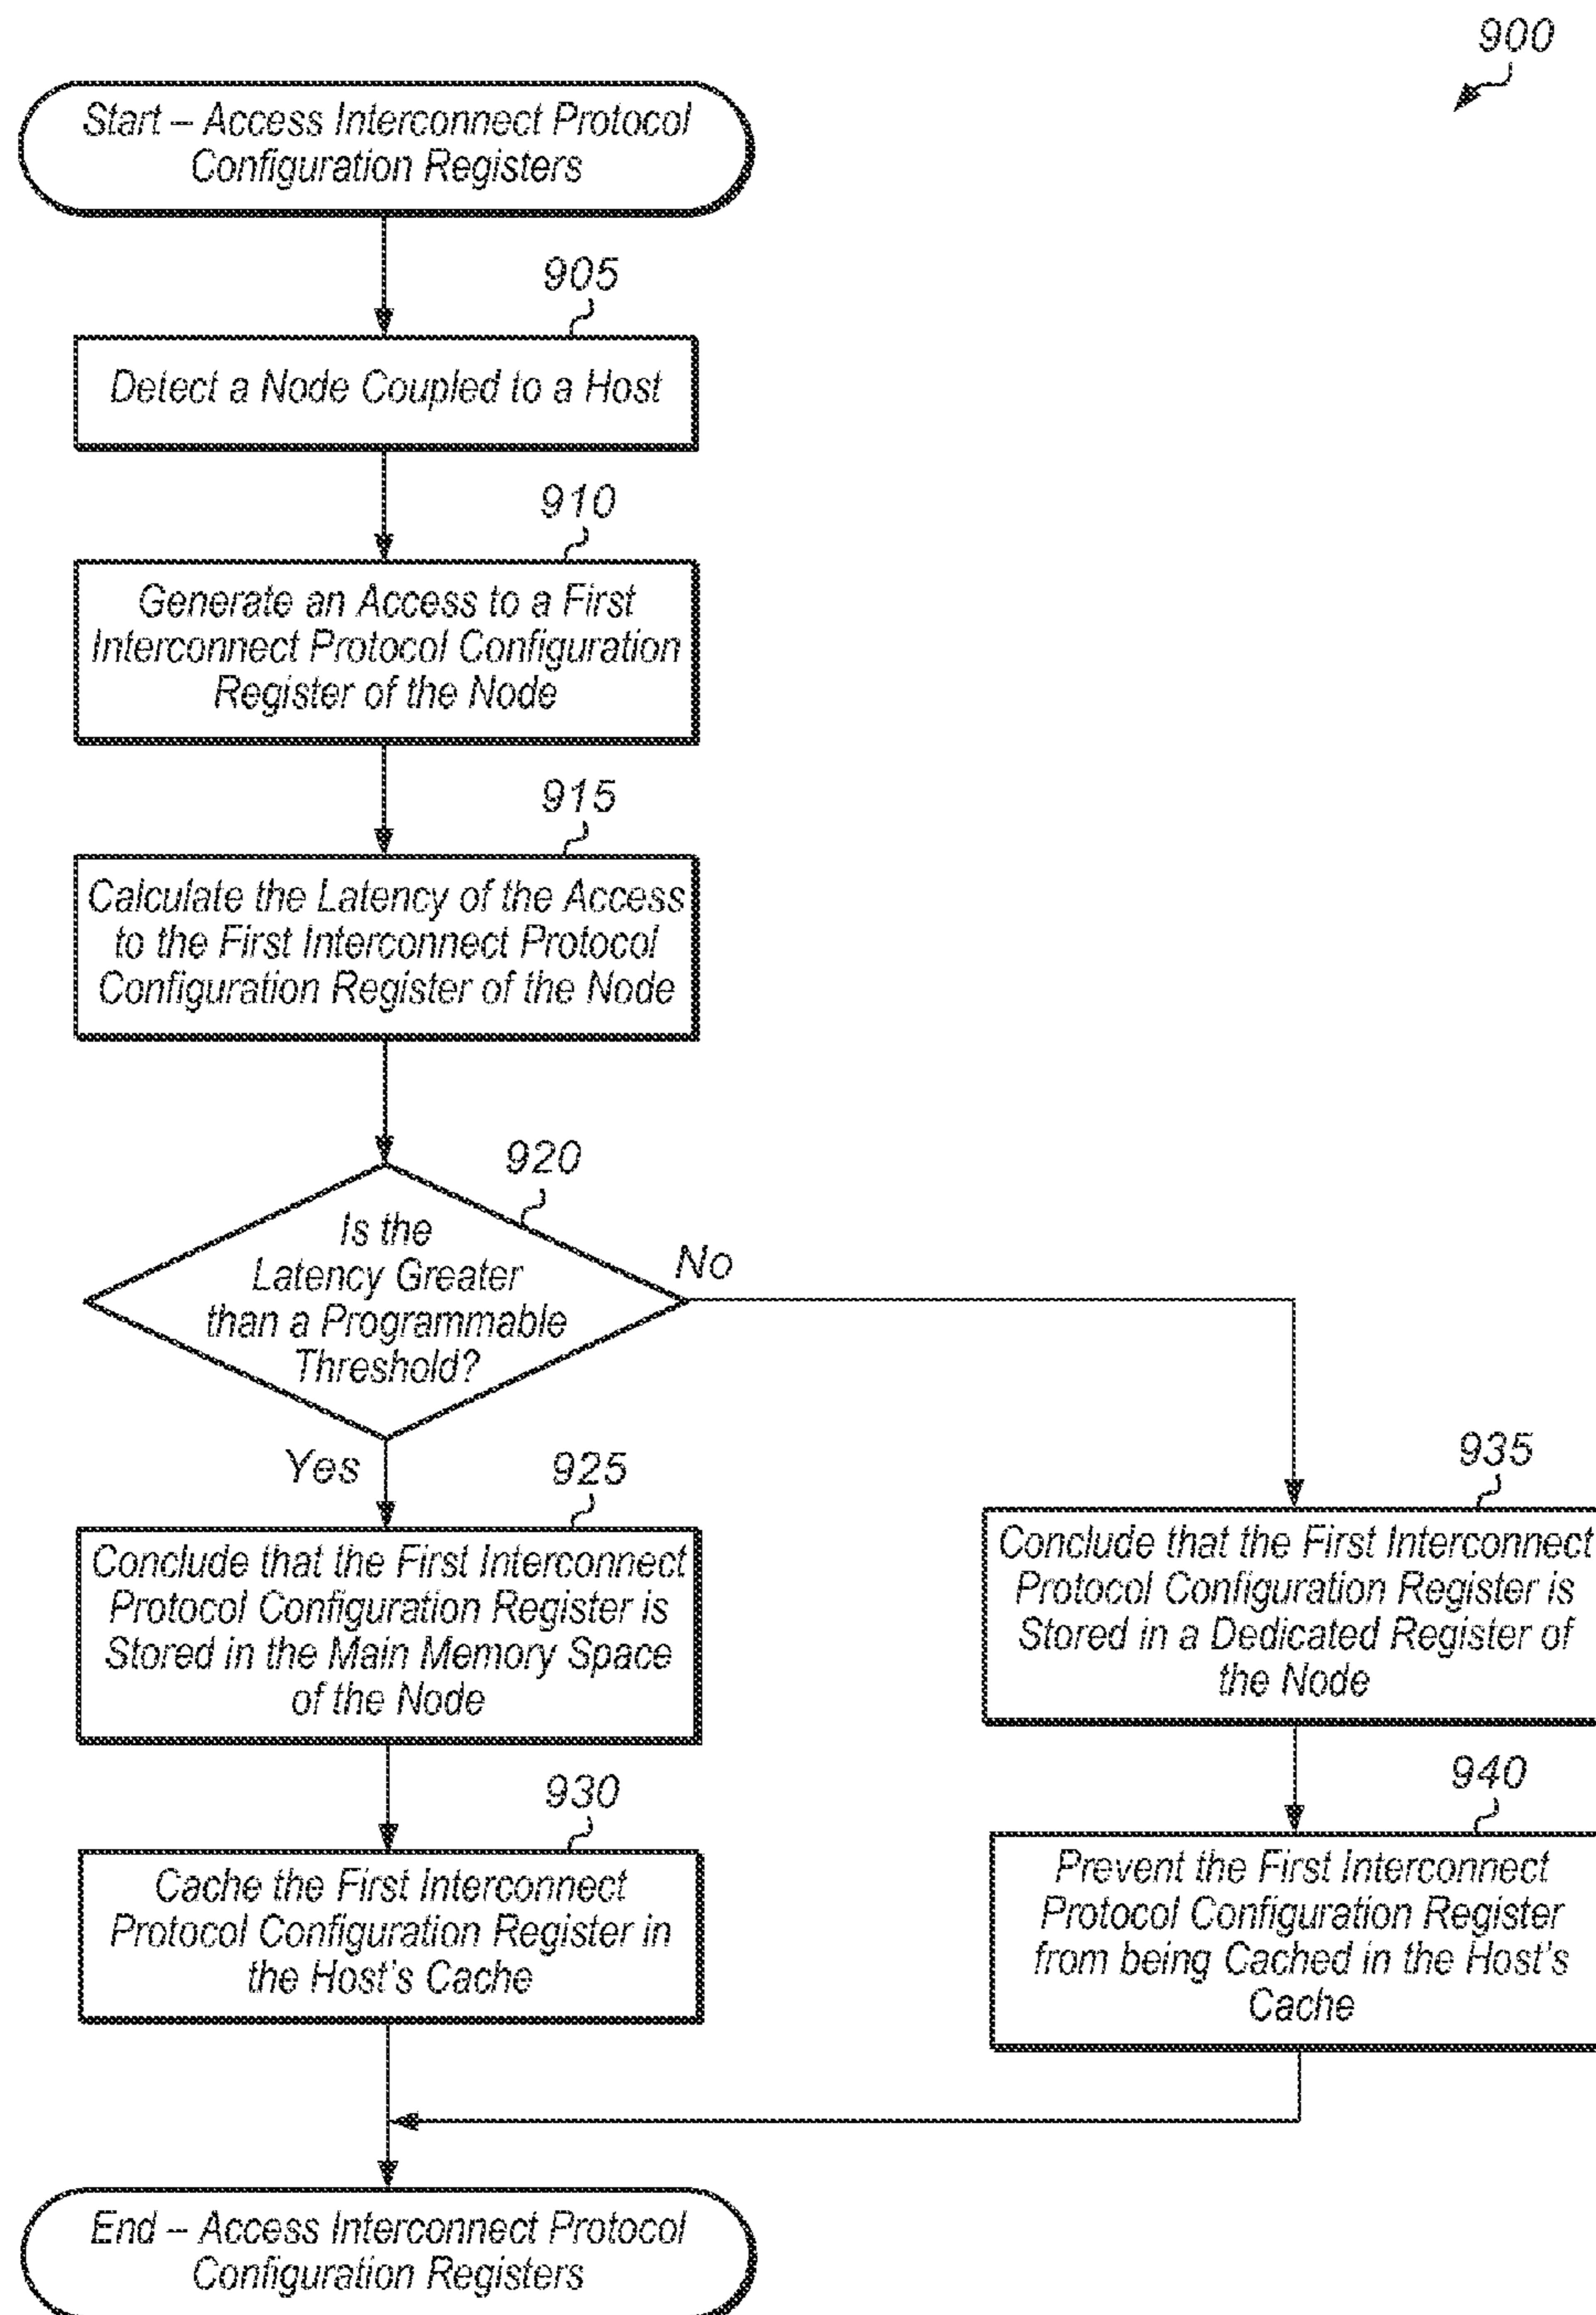 900
Start – Access Interconnect Protocol
Configuration Registers
905
Detect a Node Coupled to a Host
910
Generate an Access to a First
Interconnect Protocol Configuration
Register of the Node
915
Calculate the Latency of the Access
to the First Interconnect Protocol
Configuration Register of the Node
920
Is the
Latency Greater
than a Programmable
Threshold?
No
Yes
925
Conclude that the First Interconnect
Protocol Configuration Register is
Stored in the Main Memory Space
of the Node
930
Cache the First Interconnect
Protocol Configuration Register in
the Host's Cache
935
Conclude that the First Interconnect
Protocol Configuration Register is
Stored in a Dedicated Register of
the Node
940
Prevent the First Interconnect
Protocol Configuration Register
from being Cached in the Host's
Cache
End – Access Interconnect Protocol
Configuration Registers